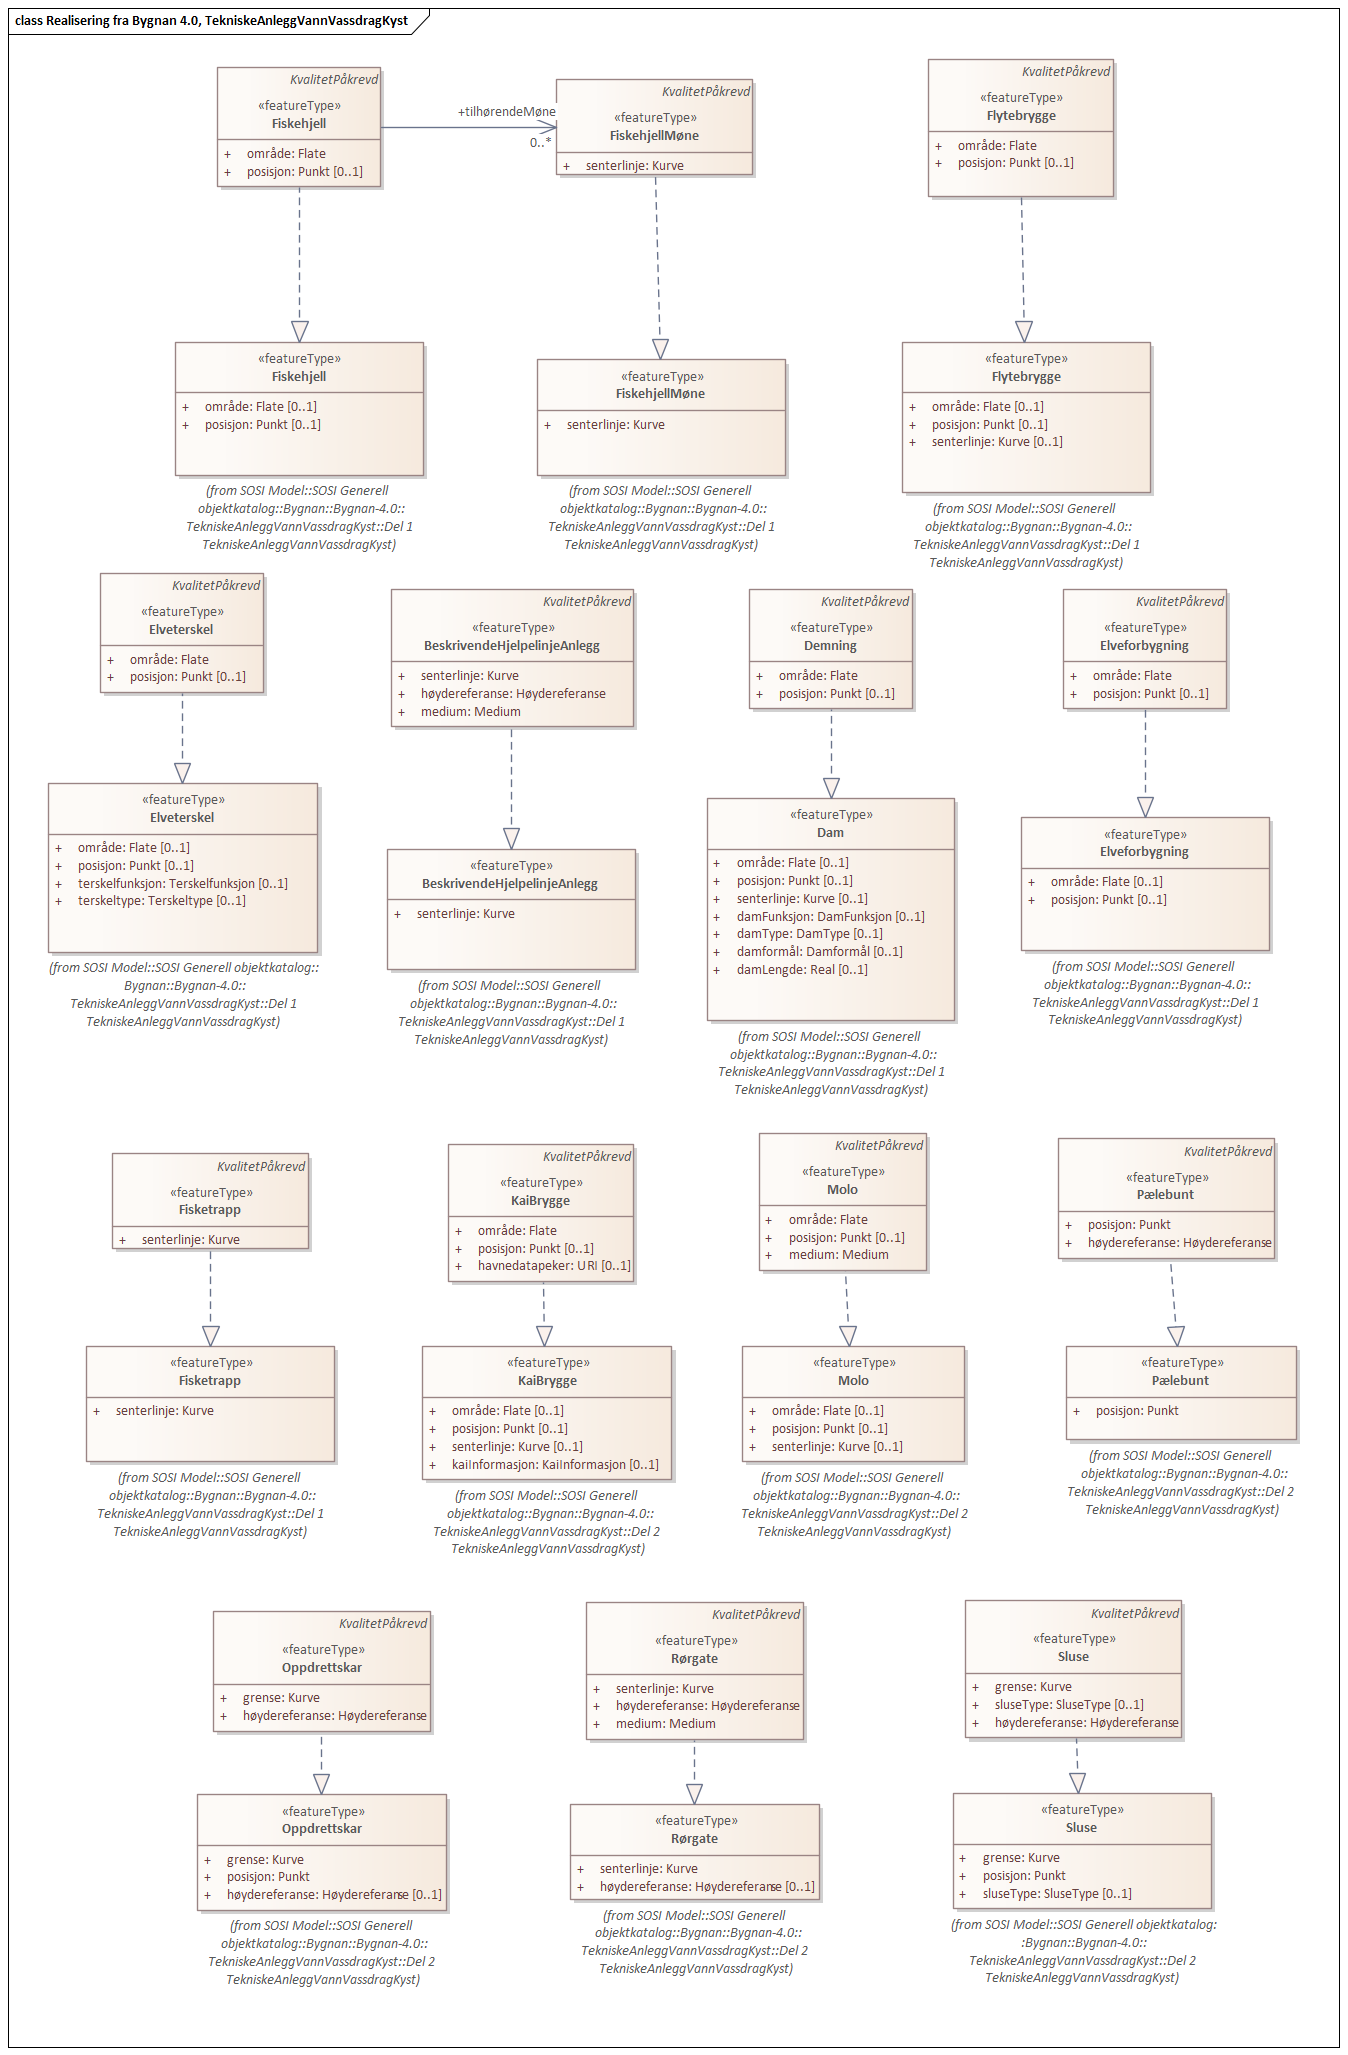 class Realisering fra Bygnan 4.0, TekniskeAnleggVannVassdragKyst
KvalitetPåkrevd
«featureType»
Fiskehjell
+ område: Flate
+ posisjon: Punkt [0..1]
+tilhørendeMøne
0..*
KvalitetPåkrevd
«featureType»
FiskehjellMøne
+ senterlinje: Kurve
KvalitetPåkrevd
«featureType»
Flytebrygge
+ område: Flate
+ posisjon: Punkt [0..1]
«featureType»
Fiskehjell
+ område: Flate [0..1]
+ posisjon: Punkt [0..1]
(from SOSI Model::SOSI Generell
objektkatalog::Bygnan::Bygnan-4.0::
TekniskeAnleggVannVassdragKyst::Del 1
TekniskeAnleggVannVassdragKyst)
«featureType»
FiskehjellMøne
+ senterlinje: Kurve
(from SOSI Model::SOSI Generell
objektkatalog::Bygnan::Bygnan-4.0::
TekniskeAnleggVannVassdragKyst::Del 1
TekniskeAnleggVannVassdragKyst)
«featureType»
Flytebrygge
+ område: Flate [0..1]
+ posisjon: Punkt [0..1]
+ senterlinje: Kurve [0..1]
(from SOSI Model::SOSI Generell
objektkatalog::Bygnan::Bygnan-4.0::
TekniskeAnleggVannVassdragKyst::Del 1
TekniskeAnleggVannVassdragKyst)
KvalitetPåkrevd
«featureType»
Elveterskel
+ område: Flate
+ posisjon: Punkt [0..1]
KvalitetPåkrevd
«featureType»
BeskrivendeHjelpelinjeAnlegg
+ senterlinje: Kurve
+ høydereferanse: Høydereferanse
+ medium: Medium
KvalitetPåkrevd
«featureType»
Demning
+ område: Flate
+ posisjon: Punkt [0..1]
KvalitetPåkrevd
«featureType»
Elveforbygning
+ område: Flate
+ posisjon: Punkt [0..1]
«featureType»
Elveterskel
+ område: Flate [0..1]
+ posisjon: Punkt [0..1]
+ terskelfunksjon: Terskelfunksjon [0..1]
+ terskeltype: Terskeltype [0..1]
(from SOSI Model::SOSI Generell objektkatalog::
Bygnan::Bygnan-4.0::
TekniskeAnleggVannVassdragKyst::Del 1
TekniskeAnleggVannVassdragKyst)
«featureType»
BeskrivendeHjelpelinjeAnlegg
+ senterlinje: Kurve
(from SOSI Model::SOSI Generell
objektkatalog::Bygnan::Bygnan-4.0::
TekniskeAnleggVannVassdragKyst::Del 1
TekniskeAnleggVannVassdragKyst)
«featureType»
Dam
+ område: Flate [0..1]
+ posisjon: Punkt [0..1]
+ senterlinje: Kurve [0..1]
+ damFunksjon: DamFunksjon [0..1]
+ damType: DamType [0..1]
+ damformål: Damformål [0..1]
+ damLengde: Real [0..1]
(from SOSI Model::SOSI Generell
objektkatalog::Bygnan::Bygnan-4.0::
TekniskeAnleggVannVassdragKyst::Del 1
TekniskeAnleggVannVassdragKyst)
«featureType»
Elveforbygning
+ område: Flate [0..1]
+ posisjon: Punkt [0..1]
(from SOSI Model::SOSI Generell
objektkatalog::Bygnan::Bygnan-4.0::
TekniskeAnleggVannVassdragKyst::Del 1
TekniskeAnleggVannVassdragKyst)
KvalitetPåkrevd
«featureType»
Fisketrapp
+ senterlinje: Kurve
KvalitetPåkrevd
«featureType»
KaiBrygge
+ område: Flate
+ posisjon: Punkt [0..1]
+ havnedatapeker: URI [0..1]
KvalitetPåkrevd
«featureType»
Molo
+ område: Flate
+ posisjon: Punkt [0..1]
+ medium: Medium
KvalitetPåkrevd
«featureType»
Pælebunt
+ posisjon: Punkt
+ høydereferanse: Høydereferanse
«featureType»
Fisketrapp
+ senterlinje: Kurve
(from SOSI Model::SOSI Generell
objektkatalog::Bygnan::Bygnan-4.0::
TekniskeAnleggVannVassdragKyst::Del 1
TekniskeAnleggVannVassdragKyst)
«featureType»
KaiBrygge
+ område: Flate [0..1]
+ posisjon: Punkt [0..1]
+ senterlinje: Kurve [0..1]
+ kaiInformasjon: KaiInformasjon [0..1]
(from SOSI Model::SOSI Generell
objektkatalog::Bygnan::Bygnan-4.0::
TekniskeAnleggVannVassdragKyst::Del 2
TekniskeAnleggVannVassdragKyst)
«featureType»
Molo
+ område: Flate [0..1]
+ posisjon: Punkt [0..1]
+ senterlinje: Kurve [0..1]
(from SOSI Model::SOSI Generell
objektkatalog::Bygnan::Bygnan-4.0::
TekniskeAnleggVannVassdragKyst::Del 2
TekniskeAnleggVannVassdragKyst)
«featureType»
Pælebunt
+ posisjon: Punkt
(from SOSI Model::SOSI Generell
objektkatalog::Bygnan::Bygnan-4.0::
TekniskeAnleggVannVassdragKyst::Del 2
TekniskeAnleggVannVassdragKyst)
KvalitetPåkrevd
«featureType»
Oppdrettskar
+ grense: Kurve
+ høydereferanse: Høydereferanse
KvalitetPåkrevd
«featureType»
Rørgate
+ senterlinje: Kurve
+ høydereferanse: Høydereferanse
+ medium: Medium
KvalitetPåkrevd
«featureType»
Sluse
+ grense: Kurve
+ sluseType: SluseType [0..1]
+ høydereferanse: Høydereferanse
«featureType»
Oppdrettskar
+ grense: Kurve
+ posisjon: Punkt
+ høydereferanse: Høydereferanse [0..1]
(from SOSI Model::SOSI Generell
objektkatalog::Bygnan::Bygnan-4.0::
TekniskeAnleggVannVassdragKyst::Del 2
TekniskeAnleggVannVassdragKyst)
«featureType»
Rørgate
+ senterlinje: Kurve
+ høydereferanse: Høydereferanse [0..1]
(from SOSI Model::SOSI Generell
objektkatalog::Bygnan::Bygnan-4.0::
TekniskeAnleggVannVassdragKyst::Del 2
TekniskeAnleggVannVassdragKyst)
«featureType»
Sluse
+ grense: Kurve
+ posisjon: Punkt
+ sluseType: SluseType [0..1]
(from SOSI Model::SOSI Generell objektkatalog:
:Bygnan::Bygnan-4.0::
TekniskeAnleggVannVassdragKyst::Del 2
TekniskeAnleggVannVassdragKyst)